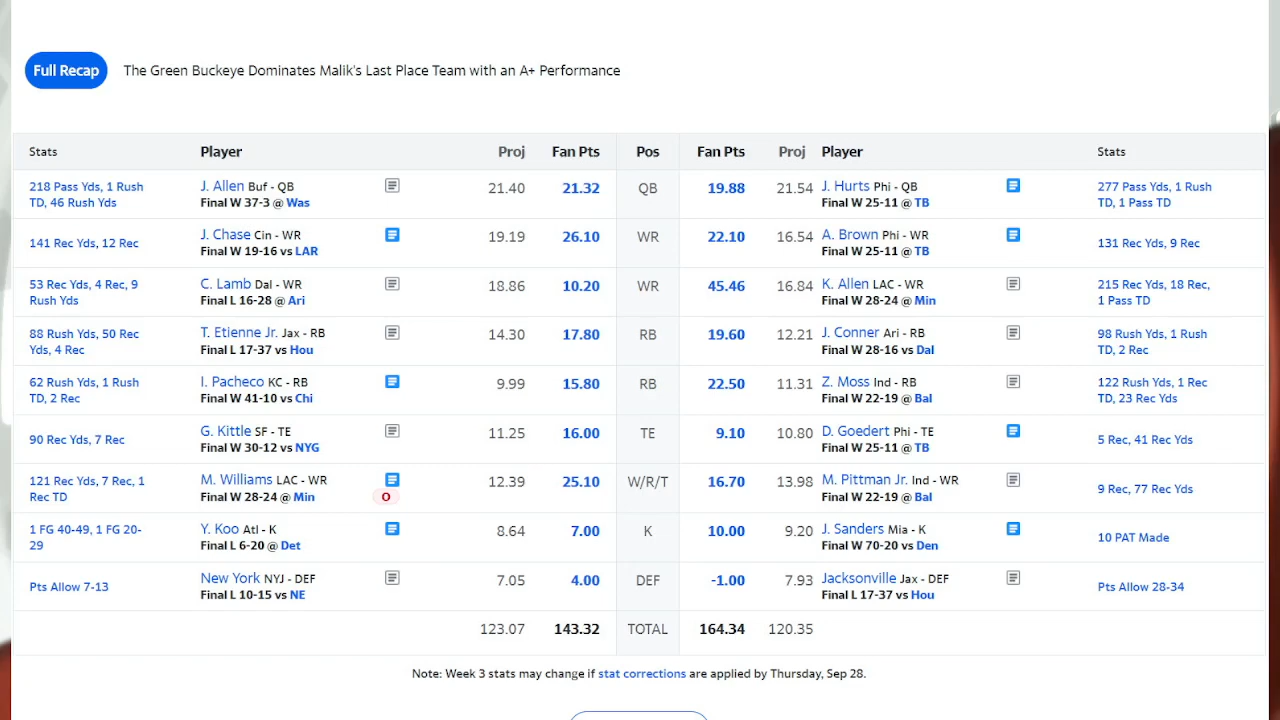 Full Recap The Green Buckeye Dominates Malik's Last Place Team with an A+ Performance
Stats Player Proj Fan Pts Pos Fan Pts Proj Player Stats
218 Pass Yds, 1 Rush J. Allen Buf - QB 21.40 21.32 QB 19.88 21.54 J. Hurts Phi - QB 277 Pass Yds, 1 Rush
TD, 46 Rush Yds Final W 37-3 @ Was Final W 25-11 @ TB TD, 1 Pass TD
141 Rec Yds, 12 Rec J. Chase Cin - WR 19.19 26.10 WR 22.10 16.54 A. Brown Phi - WR 131 Rec Yds, 9 Rec
Final W 19-16 vs LAR Final W 25-11 @ TB
53 Rec Yds, 4 Rec, 9 C. Lamb Dal - WR 18.86 10.20 WR 45.46 16.84 K. Allen LAC - WR 215 Rec Yds, 18 Rec,
Rush Yds Final L 16-28 @ Ari Final W 28-24 @ Min 1 Pass TD
88 Rush Yds, 50 Rec T. Etienne Jr. Jax - RB 14.30 17.80 RB 19.60 12.21 J. Conner Ari - RB 98 Rush Yds, 1 Rush
Yds, 4 Rec Final L 17-37 vs Hou Final W 28-16 vs Dal TD, 2 Rec
62 Rush Yds, 1 Rush I. Pacheco KC - RB 9.99 15.80 RB 22.50 11.31 Z. Moss Ind - RB 122 Rush Yds, 1 Rec
TD, 2 Rec Final W 41-10 vs Chi Final W 22-19 @ Bal TD, 23 Rec Yds
90 Rec Yds, 7 Rec G. Kittle SF - TE 11.25 16.00 TE 9.10 10.80 D. Goedert Phi - TE 5 Rec, 41 Rec Yds
Final W 30-12 vs NYG Final W 25-11 @ TB
121 Rec Yds, 7 Rec, 1 M. Williams LAC - WR 12.39 25.10 W/R/T 16.70 13.98 M. Pittman Jr. Ind - WR 9 Rec, 77 Rec Yds
Rec TD Final W 28-24 @ Min O Final W 22-19 @ Bal
1 FG 40-49, 1 FG 20- Y. Koo Atl - K 8.64 7.00 K 10.00 9.20 J. Sanders Mia - K 10 PAT Made
29 Final L 6-20 @ Det Final W 70-20 vs Den
Pts Allow 7-13 New York NYJ - DEF 7.05 4.00 DEF -1.00 7.93 Jacksonville Jax - DEF Pts Allow 28-34
Final L 10-15 vs NE Final L 17-37 vs Hou
123.07 143.32 TOTAL 164.34 120.35
Note: Week 3 stats may change if stat corrections are applied by Thursday, Sep 28.